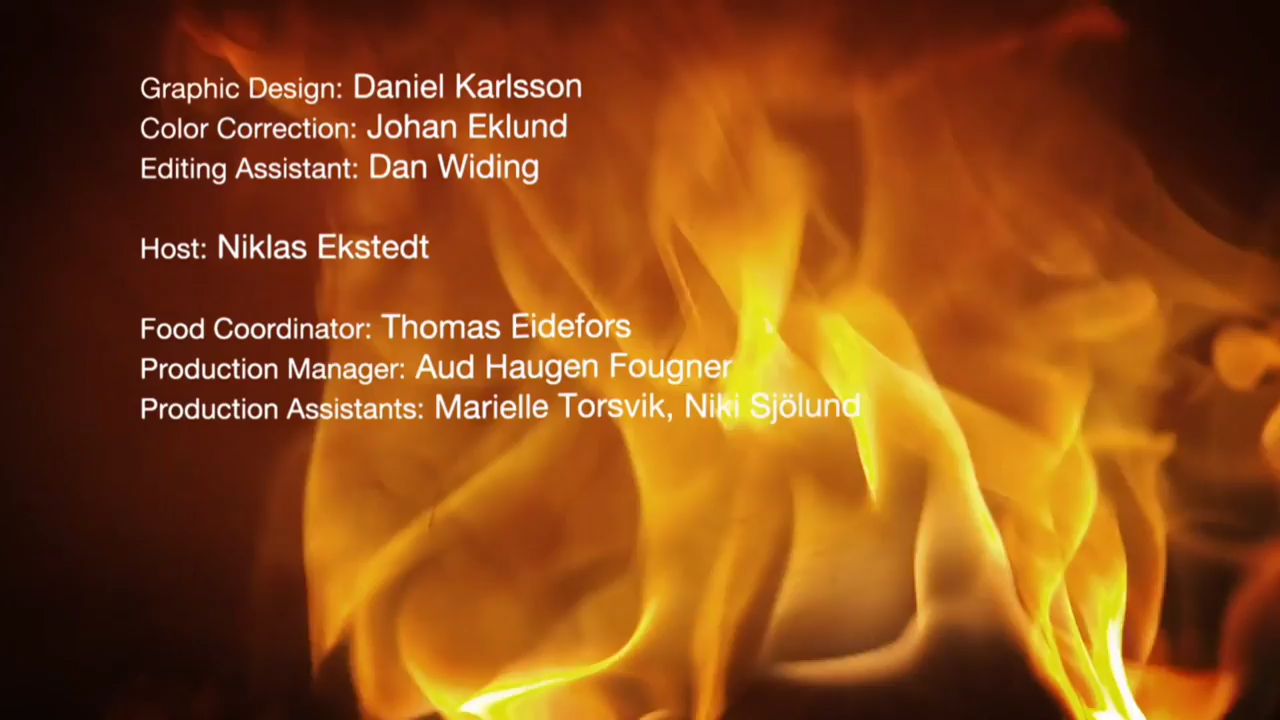 Graphic Design: Daniel Karlsson
Color Correction: Johan Eklund
Editing Assistant: Dan Widing
Host: Niklas Ekstedt
Food Coordinator: Thomas Eidefors
Production Manager: Aud Haugen Fougner
Production Assistants: Marielle Torsvik, Niki Sjölund